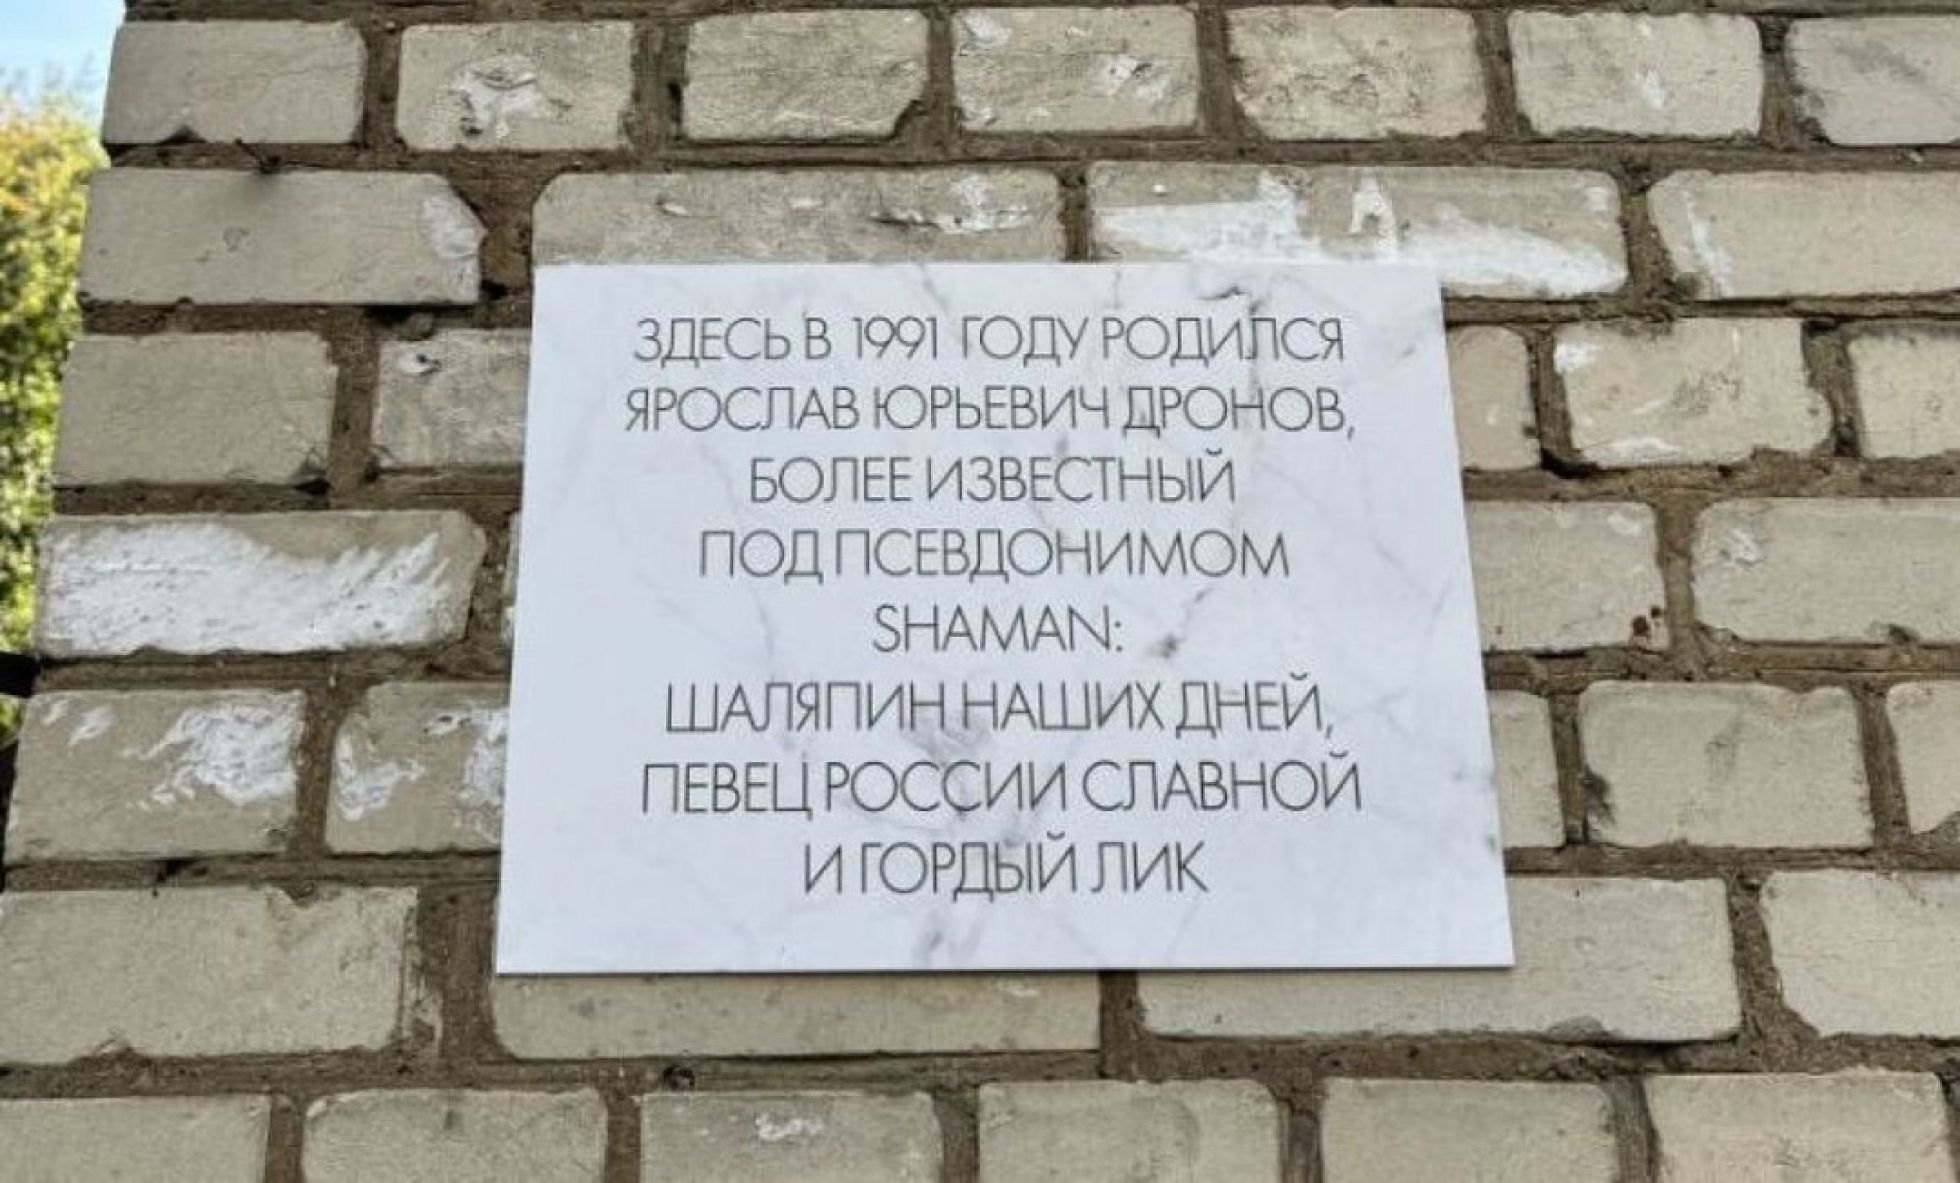 ЗДЕСЬ В 1991 ГОДУ РОДИЛСЯ
ЯРОСЛАВ ЮРЬЕВИЧ ДРОНОВ,
БОЛЕЕ ИЗВЕСТНЫЙ
ПОД ПСЕВДОНИМОМ
SHAMAN:
ШАЛЯПИН НАШИХ ДНЕЙ,
ПЕВЕЦ РОССИИ СЛАВНОЙ
И ГОРДЫЙ ЛИК